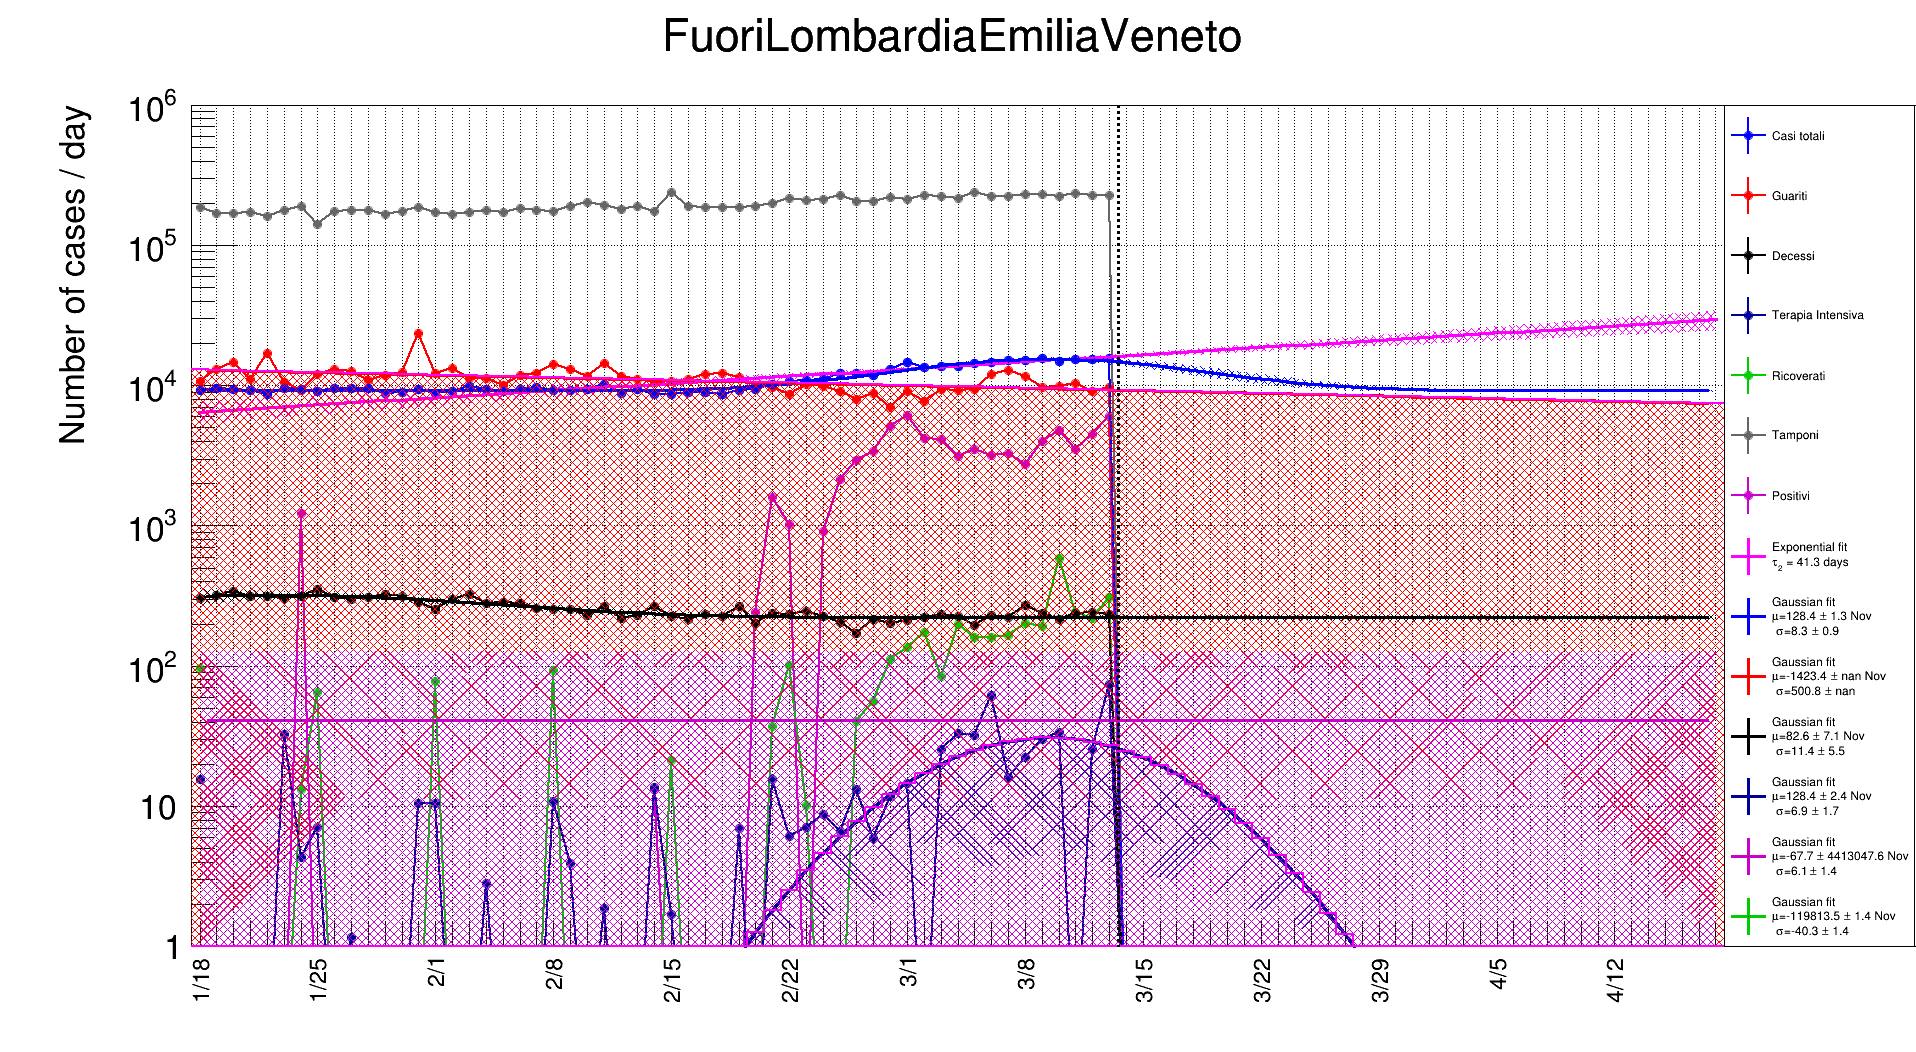 FuoriLombardiaEmiliaVeneto
Number of cases / day
10^6
10^5
10^4
10^3
10^2
10
1
1/18
1/25
2/1
2/8
2/15
2/22
3/1
3/8
3/15
3/22
3/29
4/5
4/12
Casi totali
Guariti
Decessi
Terapia Intensiva
Ricoverati
Tamponi
Positivi
Exponential fit
τ₂ = 41.3 days
Gaussian fit
μ=128.4 ± 1.3 Nov
σ=8.3 ± 0.9
Gaussian fit
μ=-1423.4 ± nan Nov
σ=500.8 ± nan
Gaussian fit
μ=82.6 ± 7.1 Nov
σ=11.4 ± 5.5
Gaussian fit
μ=128.4 ± 2.4 Nov
σ=6.9 ± 1.7
Gaussian fit
μ=-67.7 ± 4413047.6 Nov
σ=6.1 ± 1.4
Gaussian fit
μ=-119813.5 ± 1.4 Nov
σ=-40.3 ± 1.4